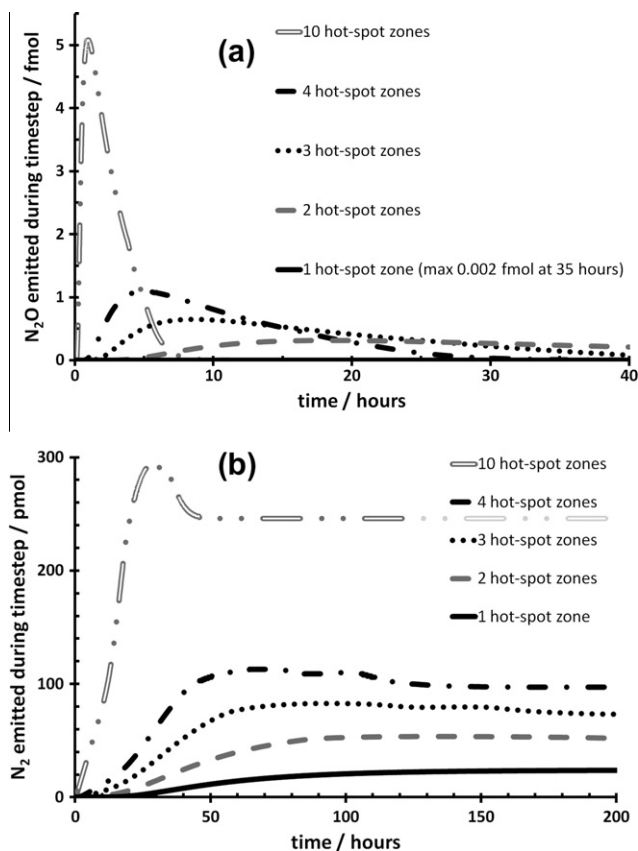 (a)
N₂O emitted during timestep / fmol
5
4
3
2
1
0
10 hot-spot zones
4 hot-spot zones
3 hot-spot zones
2 hot-spot zones
1 hot-spot zone (max 0.002 fmol at 35 hours)
0 10 20 30 40
time / hours
(b)
N₂ emitted during timestep / pmol
300
200
100
0
10 hot-spot zones
4 hot-spot zones
3 hot-spot zones
2 hot-spot zones
1 hot-spot zone
0 50 100 150 200
time / hours